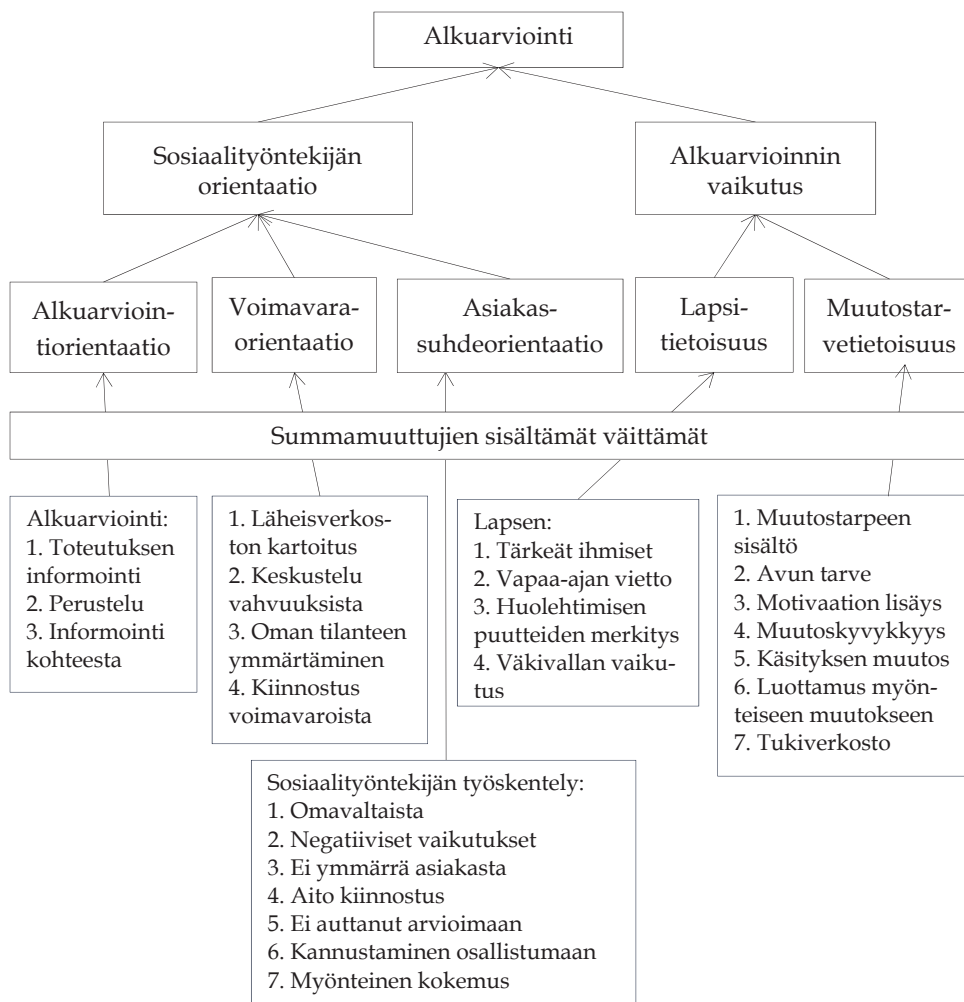 Alkuarviointi
Sosiaalityöntekijän
orientaatio
Alkuarvioinnin
vaikutus
Alkuarvioin-
tiorientaatio
Voimavara-
orientaatio
Asiakas-
suhdeorientaatio
Lapsi-
tietoisuus
Muutostar-
vetietoisuus
Summamuuttujien sisältämät väittämät
Alkuarviointi:
1. Toteutuksen
informointi
2. Perustelu
3. Informointi
kohteesta
1. Läheisverkos-
ton kartoitus
2. Keskustelu
vahvuuksista
3. Oman tilanteen
ymmärtäminen
4. Kiinnostus
voimavaroista
Lapsen:
1. Tärkeät ihmiset
2. Vapaa-ajan vietto
3. Huolehtimisen
puutteiden merkitys
4. Väkivallan vaiku-
tus
1. Muutostarpeen
sisältö
2. Avun tarve
3. Motivaation lisäys
4. Muutoskyvykkyys
5. Käsityksen muutos
6. Luottamus myön-
teiseen muutokseen
7. Tukiverkosto
Sosiaalityöntekijän työskentely:
1. Omavaltaista
2. Negatiiviset vaikutukset
3. Ei ymmärrä asiakasta
4. Aito kiinnostus
5. Ei auttanut arvioimaan
6. Kannustaminen osallistumaan
7. Myönteinen kokemus